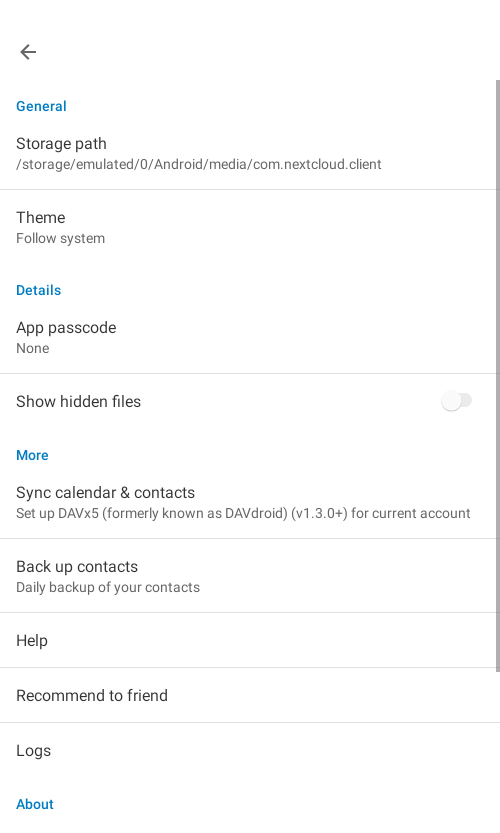 General
Storage path
/storage/emulated/0/Android/media/com.nextcloud.client
Theme
Follow system
Details
App passcode
None
Show hidden files
More
Sync calendar & contacts
Set up DAVx5 (formerly known as DAVdroid) (v1.3.0+) for current account
Back up contacts
Daily backup of your contacts
Help
Recommend to friend
Logs
About